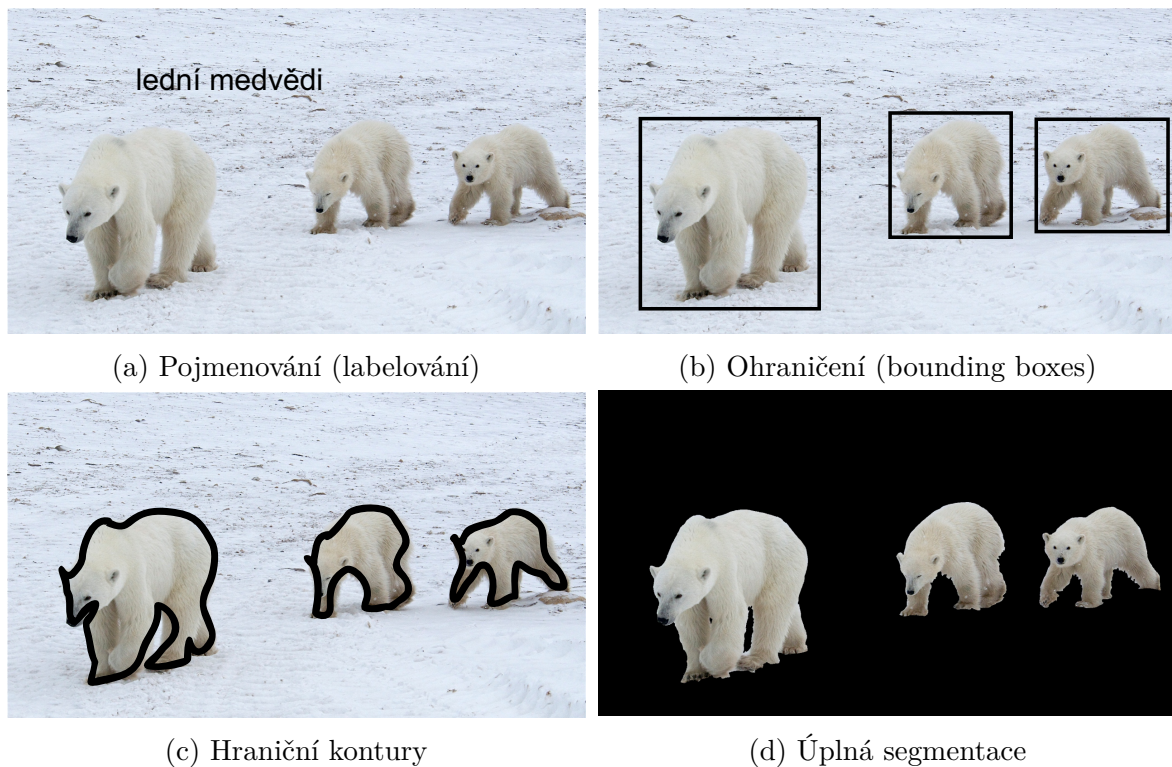 lední medvědi
(a) Pojmenování (labelování)
(b) Ohraničení (bounding boxes)
(c) Hraniční kontury
(d) Úplná segmentace